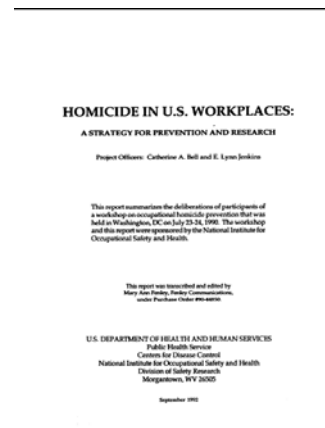 HOMICIDE IN U.S. WORKPLACES:
A STRATEGY FOR PREVENTION AND RESEARCH
Project Officers: Catherine A. Bell and E. Lynn Jenkins
This report summarizes the deliberations of participants of
a workshop on occupational homicide prevention that was
held in Washington, DC on July 23-24, 1990. The workshop
and this report were sponsored by the National Institute for
Occupational Safety and Health.
This report was transcribed and edited by
Mary Ann Fenley, Fenley Communications,
under Purchase Order
U.S. DEPARTMENT OF HEALTH AND HUMAN SERVICES
Public Health Service
Centers for Disease Control
National Institute for Occupational Safety and Health
Division of Safety Research
Morgantown, WV 26505
September 1992